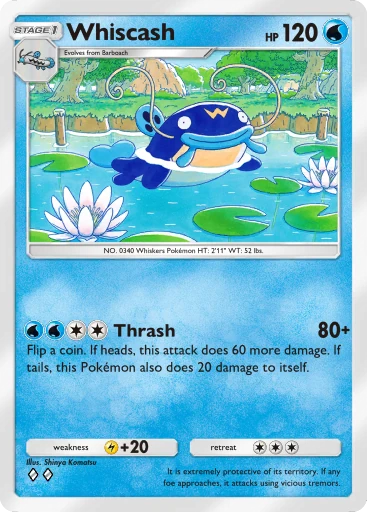 STAGE 1
Whiscash
HP 120
Evolves from Barboach
NO. 0340 Whiskers Pokémon HT: 2'11" WT: 52 lbs.
Thrash 80+
Flip a coin. If heads, this attack does 60 more damage. If
tails, this Pokémon also does 20 damage to itself.
weakness +20
retreat
Illus. Shinya Komatsu
It is extremely protective of its territory. If any
foe approaches, it attacks using vicious tremors.